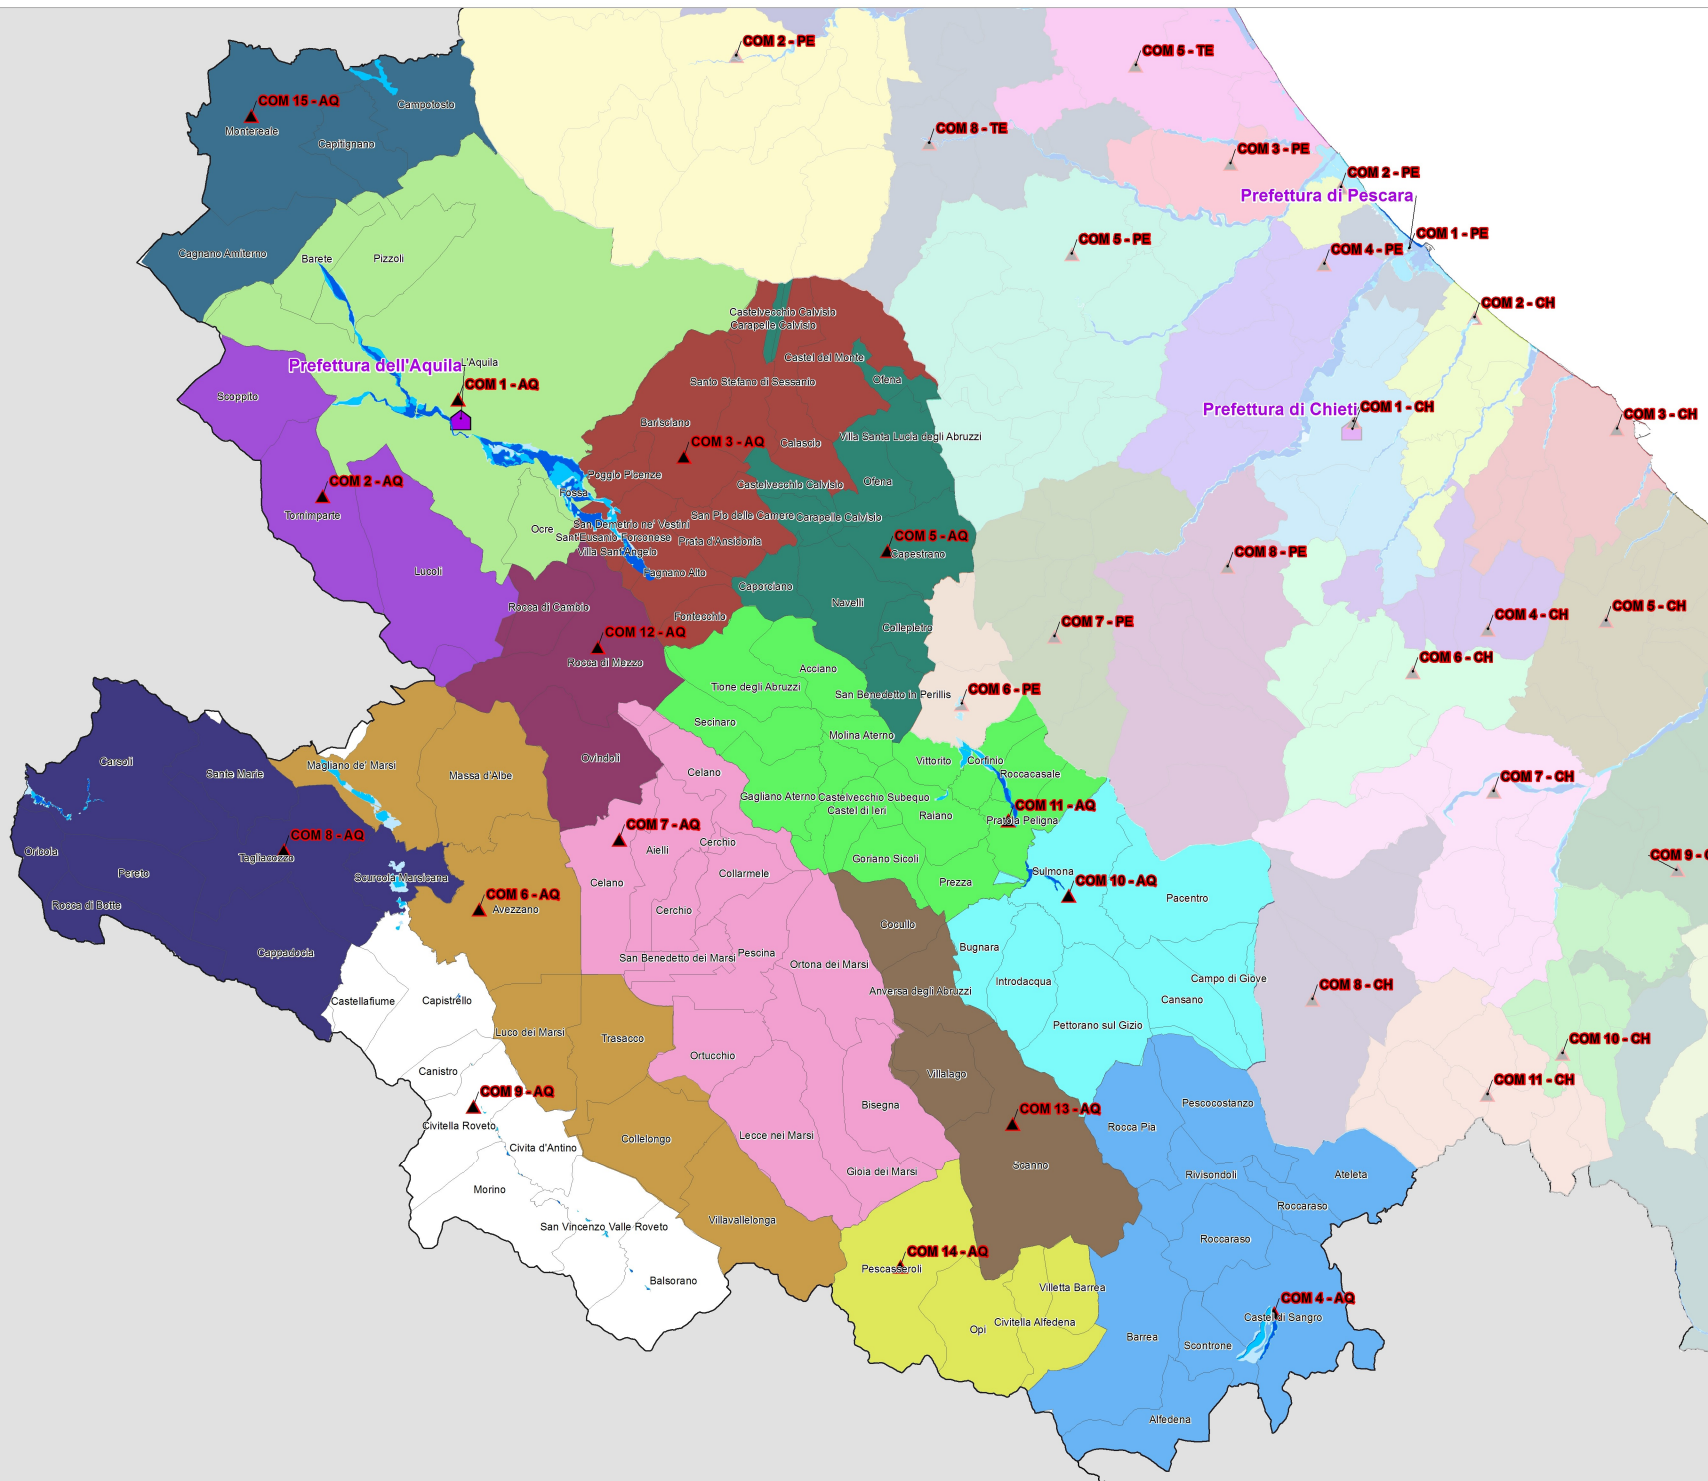 COM 2 - PE
COM 5 - TE
COM 15 - AQ
Campotosto
Montereale
Capitignano
COM 8 - TE
COM 3 - PE
COM 2 - PE
Prefettura di Pescara
COM 1 - PE
COM 5 - PE
COM 4 - PE
Cagnano Amiterno
Barete
Pizzoli
COM 2 - CH
Castelvecchio Calvisio
Carapelle Calvisio
Castel del Monte
Prefettura dell'Aquila
L'Aquila
COM 1 - AQ
Santo Stefano di Sessanio
Ofena
Scoppito
Prefettura di Chieti
COM 1 - CH
COM 3 - CH
Barisciano
COM 3 - AQ
Calascio
Villa Santa Lucia degli Abruzzi
Poggio Picenze
COM 2 - AQ
Castelvecchio Calvisio
Ofena
Fossa
Tornimparte
San Pio delle Camere
Carapelle Calvisio
Ocre
San Demetrio ne' Vestini
Sant'Eusanio Forconese
Prata d'Ansidonia
COM 5 - AQ
Villa Sant'Angelo
Capestrano
COM 8 - PE
Lucoli
Fagnano Alto
Caporciano
Navelli
Rocca di Cambio
Fontecchio
COM 4 - CH
COM 5 - CH
COM 12 - AQ
Collepietro
COM 7 - PE
Rocca di Mezzo
COM 6 - CH
Acciano
Tione degli Abruzzi
San Benedetto in Perillis
COM 6 - PE
Secinaro
Molina Aterno
Ovindoli
Vittorito
Corfinio
Carsoli
Sante Marie
Magliano de' Marsi
Massa d'Albe
Celano
Roccacasale
COM 7 - CH
Gagliano Aterno
Castelvecchio Subequo
Castel di Ieri
Raiano
COM 11 - AQ
Pratola Peligna
COM 8 - AQ
COM 7 - AQ
Cerchio
Oricola
Tagliacozzo
Aielli
Goriano Sicoli
COM 9 - C
Pereto
Scurcola Marsicana
Celano
Collarmele
Prezza
Sulmona
COM 10 - AQ
Rocca di Botte
COM 6 - AQ
Avezzano
Cerchio
Cocullo
Pacentro
Cappadocia
San Benedetto dei Marsi
Pescina
Ortona dei Marsi
Bugnara
Introdacqua
Campo di Giove
Castellafiume
Capistrello
Anversa degli Abruzzi
Cansano
COM 8 - CH
Luco dei Marsi
Trasacco
Pettorano sul Gizio
COM 10 - CH
Canistro
Ortucchio
Villalago
COM 11 - CH
COM 9 - AQ
Bisegna
Pescocostanzo
COM 13 - AQ
Civitella Roveto
Rocca Pia
Civita d'Antino
Collelongo
Lecce nei Marsi
Scanno
Gioia dei Marsi
Rivisondoli
Ateleta
Morino
Roccaraso
San Vincenzo Valle Roveto
Villavallelonga
Roccaraso
COM 14 - AQ
Pescasseroli
Balsorano
Villetta Barrea
COM 4 - AQ
Castel di Sangro
Opi
Civitella Alfedena
Barrea
Scontrone
Alfedena